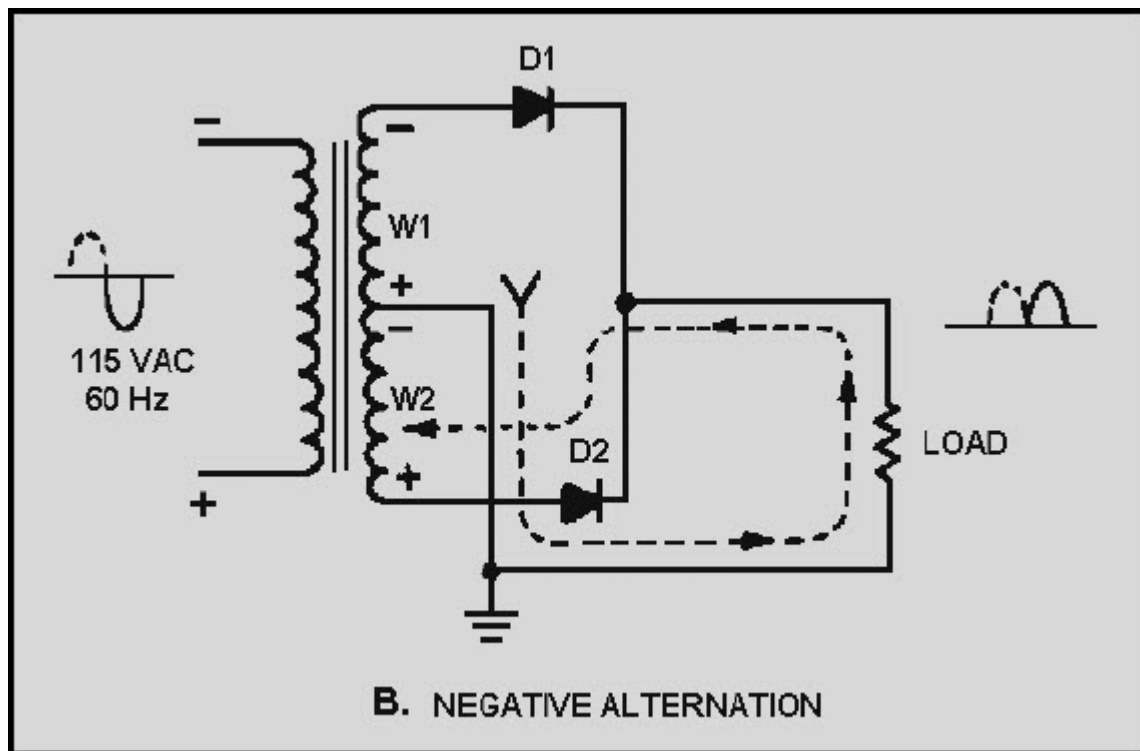 D1
−
−
W1
+
−
115 VAC
60 Hz
W2
D2
+
+
LOAD
B. NEGATIVE ALTERNATION